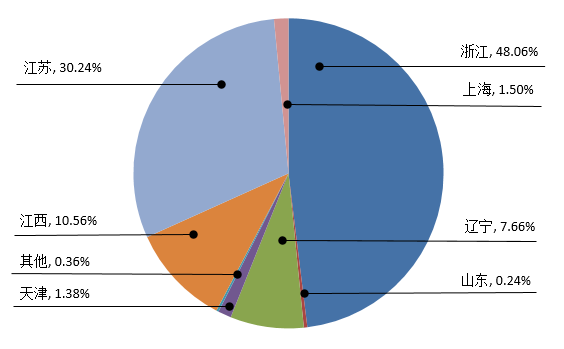 浙江, 48.06%
江苏, 30.24%
上海, 1.50%
江西, 10.56%
辽宁, 7.66%
其他, 0.36%
山东, 0.24%
天津, 1.38%